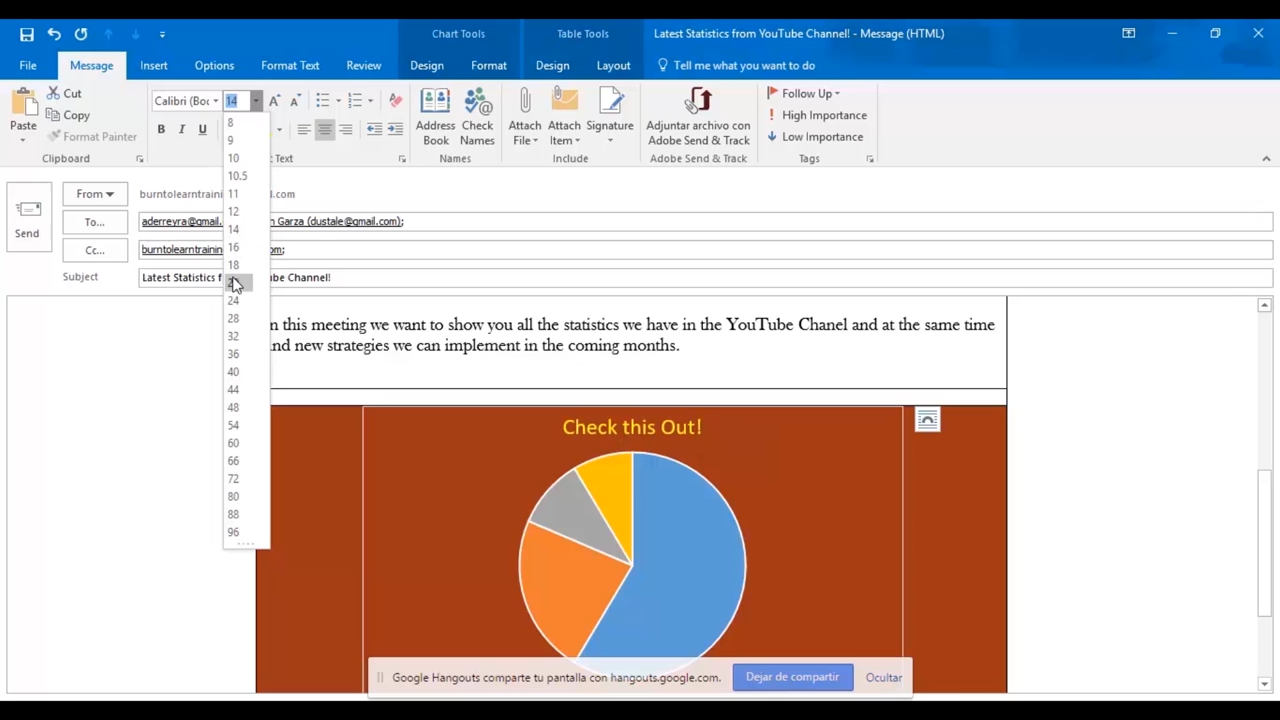 Chart Tools
Table Tools
Latest Statistics from YouTube Channel! - Message (HTML)
File
Message
Insert
Options
Format Text
Review
Design
Format
Design
Layout
Tell me what you want to do
Paste
Cut
Copy
Format Painter
Clipboard
Calibri (Boc
14
B I U
Text
Address Book
Check Names
Names
Attach File
Attach Item
Signature
Include
Adjuntar archivo con Adobe Send & Track
Adobe Send & Track
Follow Up
High Importance
Low Importance
Tags
8
9
10
10.5
11
12
14
16
18
24
28
32
36
40
44
48
54
60
66
72
80
88
96
Send
From
.com
To...
aderreyra@gmail. Garza (dustale@gmail.com);
Cc...
Subject
Latest Statistics Channel!
this meeting we want to show you all the statistics we have in the YouTube Chanel and at the same time
new strategies we can implement in the coming months.
Check this Out!
Google Hangouts comparte tu pantalla con hangouts.google.com.
Dejar de compartir
Ocultar